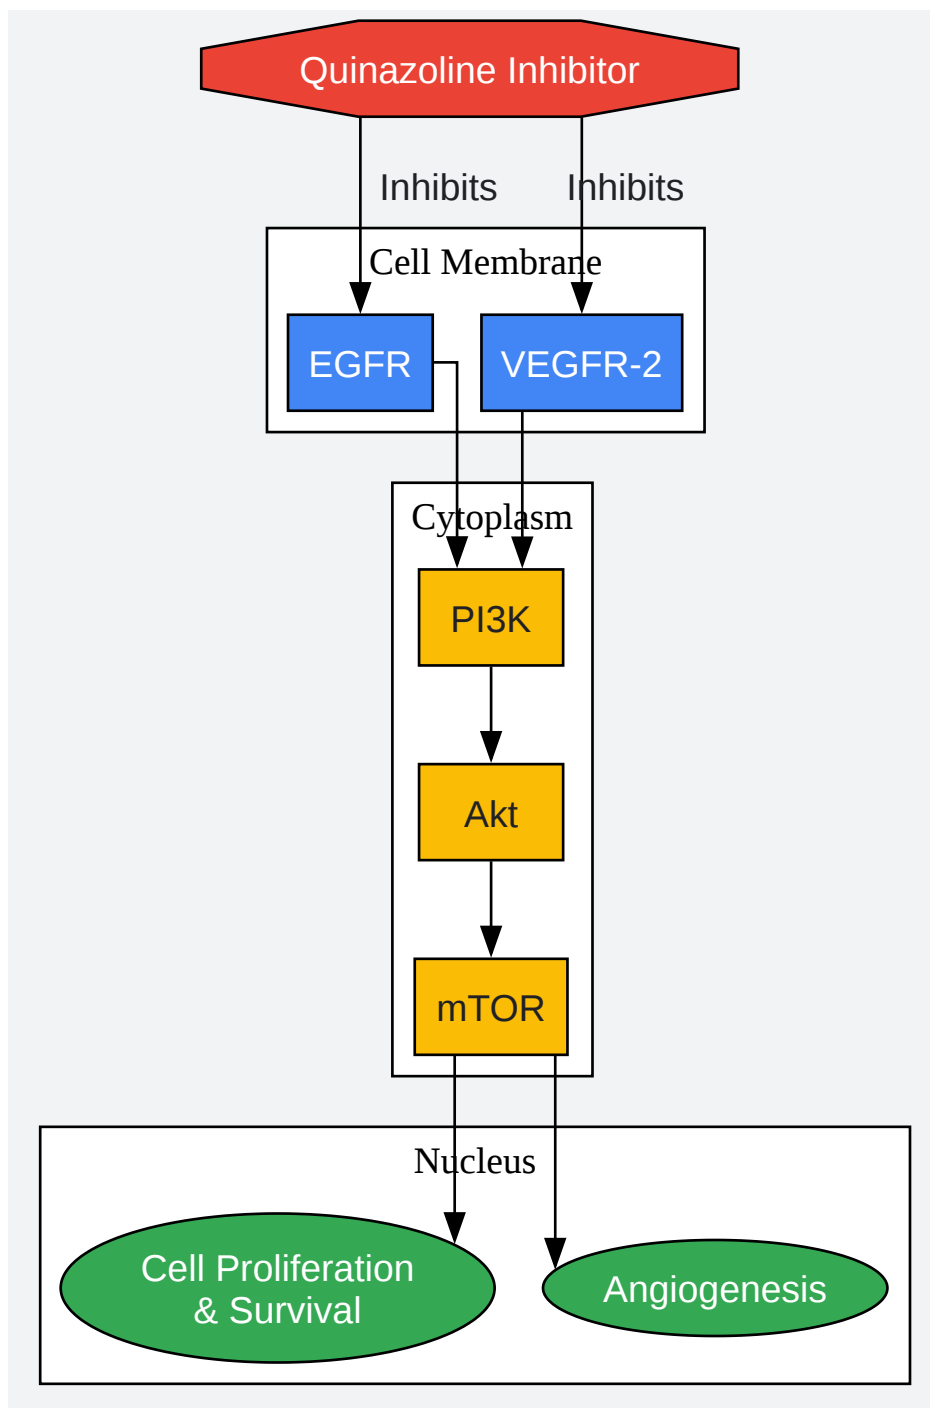 Quinazoline Inhibitor
Inhibits
Inhibits
Cell Membrane
EGFR
VEGFR-2
Cytoplasm
PI3K
Akt
mTOR
Nucleus
Cell Proliferation
& Survival
Angiogenesis